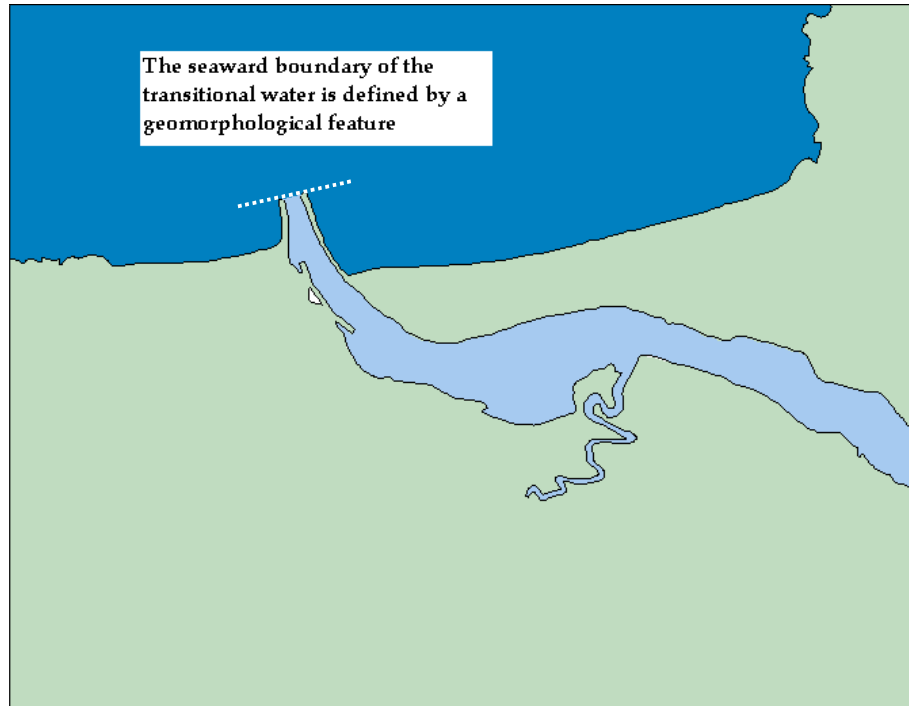 The seaward boundary of the
transitional water is defined by a
geomorphological feature